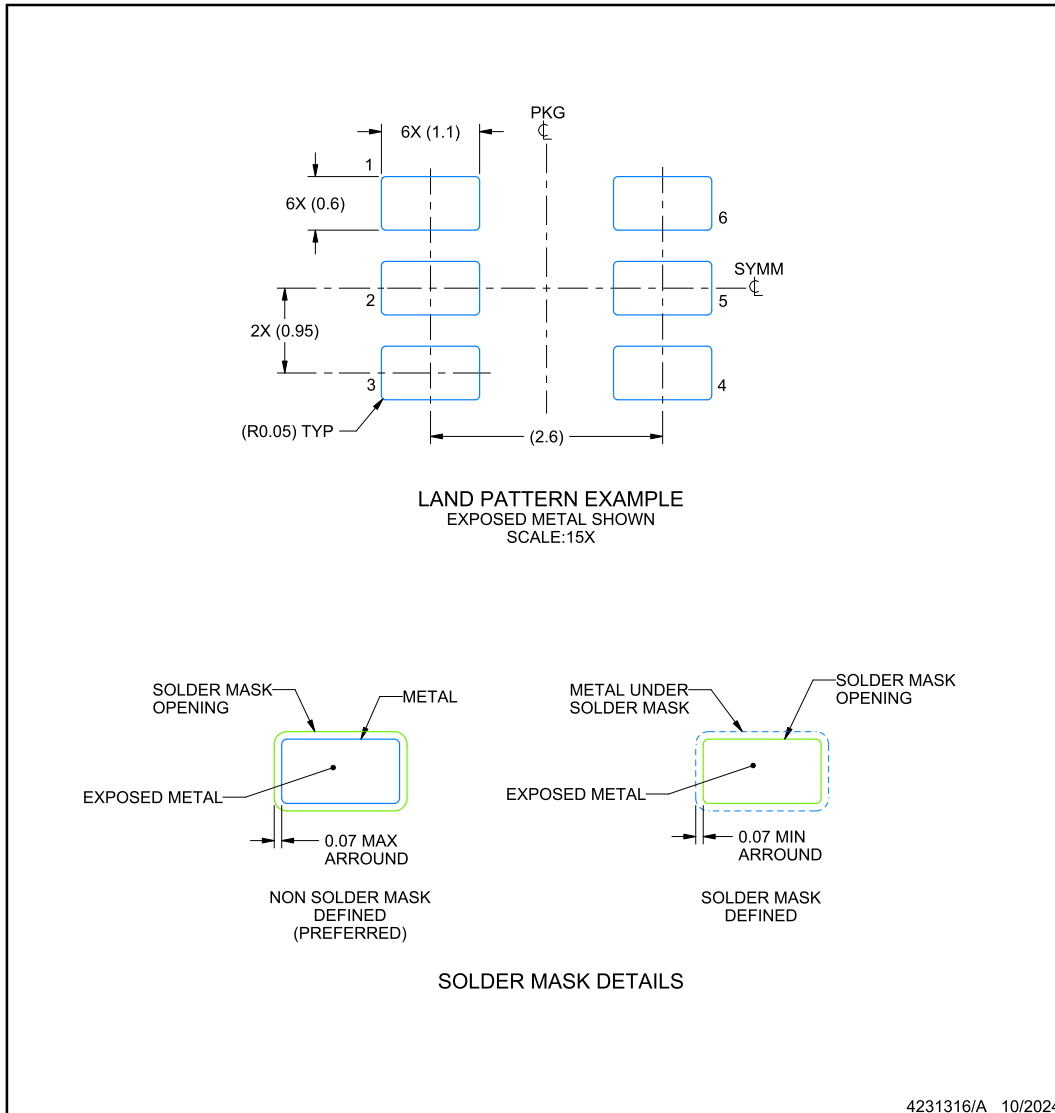 PKG
℄
6X (1.1)
1
6X (0.6)
6
SYMM
℄
2
5
2X (0.95)
3
4
(R0.05) TYP
(2.6)
LAND PATTERN EXAMPLE
EXPOSED METAL SHOWN
SCALE:15X
SOLDER MASK
OPENING
METAL
EXPOSED METAL
0.07 MAX
ARROUND
NON SOLDER MASK
DEFINED
(PREFERRED)
METAL UNDER
SOLDER MASK
SOLDER MASK
OPENING
EXPOSED METAL
0.07 MIN
ARROUND
SOLDER MASK
DEFINED
SOLDER MASK DETAILS
4231316/A 10/2024